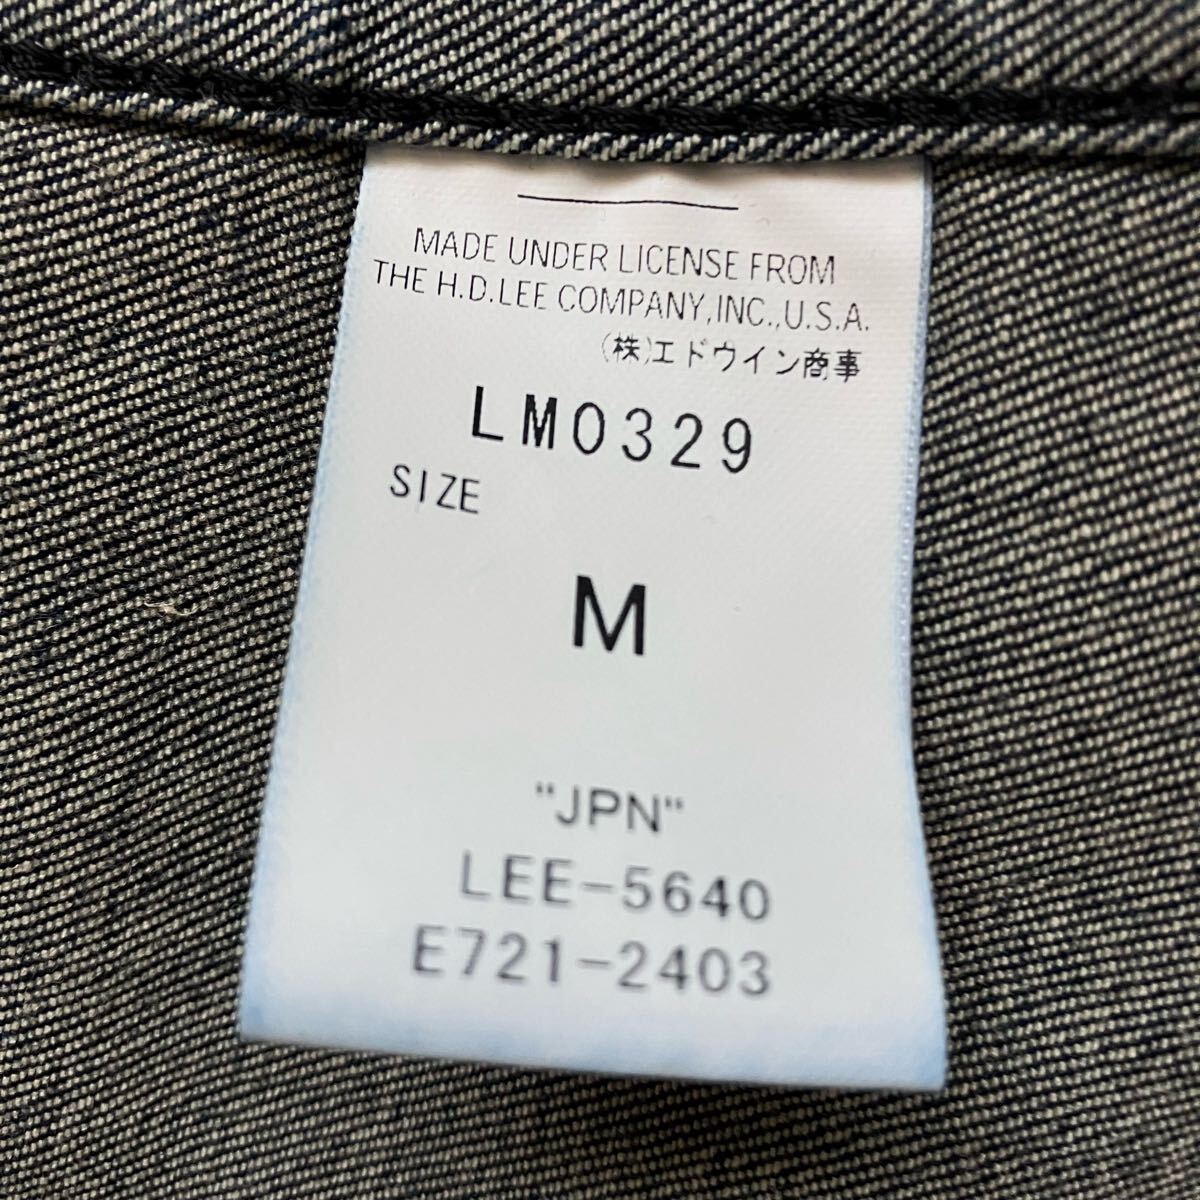 MADE UNDER LICENSE FROM
THE H.D.LEE COMPANY,INC.,U.S.A.
(株)エドウイン商事
LM0329
SIZE
M
"JPN"
LEE-5640
E721-2403